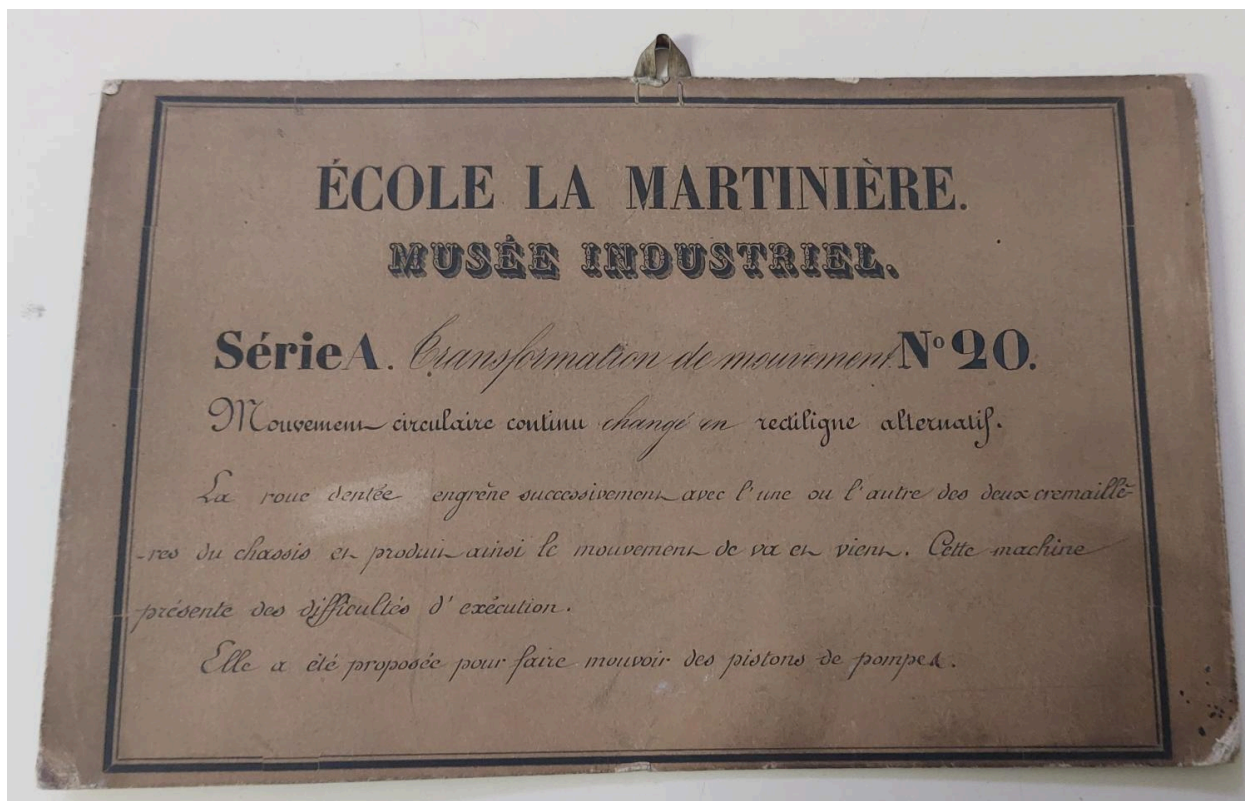 ÉCOLE LA MARTINIÈRE.
MUSÉE INDUSTRIEL.
Série A. Transformation de mouvement. No 20.
Mouvement circulaire continu changé en rectiligne alternatif.
La roue dentée engrène successivement avec l'une ou l'autre des deux cremaillè-
-res du chassis et produit ainsi le mouvement de va et vient. Cette machine
présente des difficultés d'exécution.
Elle a été proposée pour faire mouvoir des pistons de pompes.